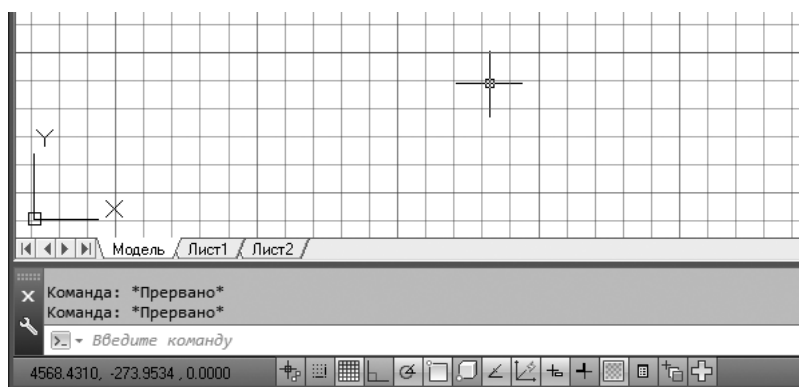 Y
X
Модель Лист1 Лист2
Команда: *Прервано*
Команда: *Прервано*
Введите команду
4568.4310, -273.9534 , 0.0000